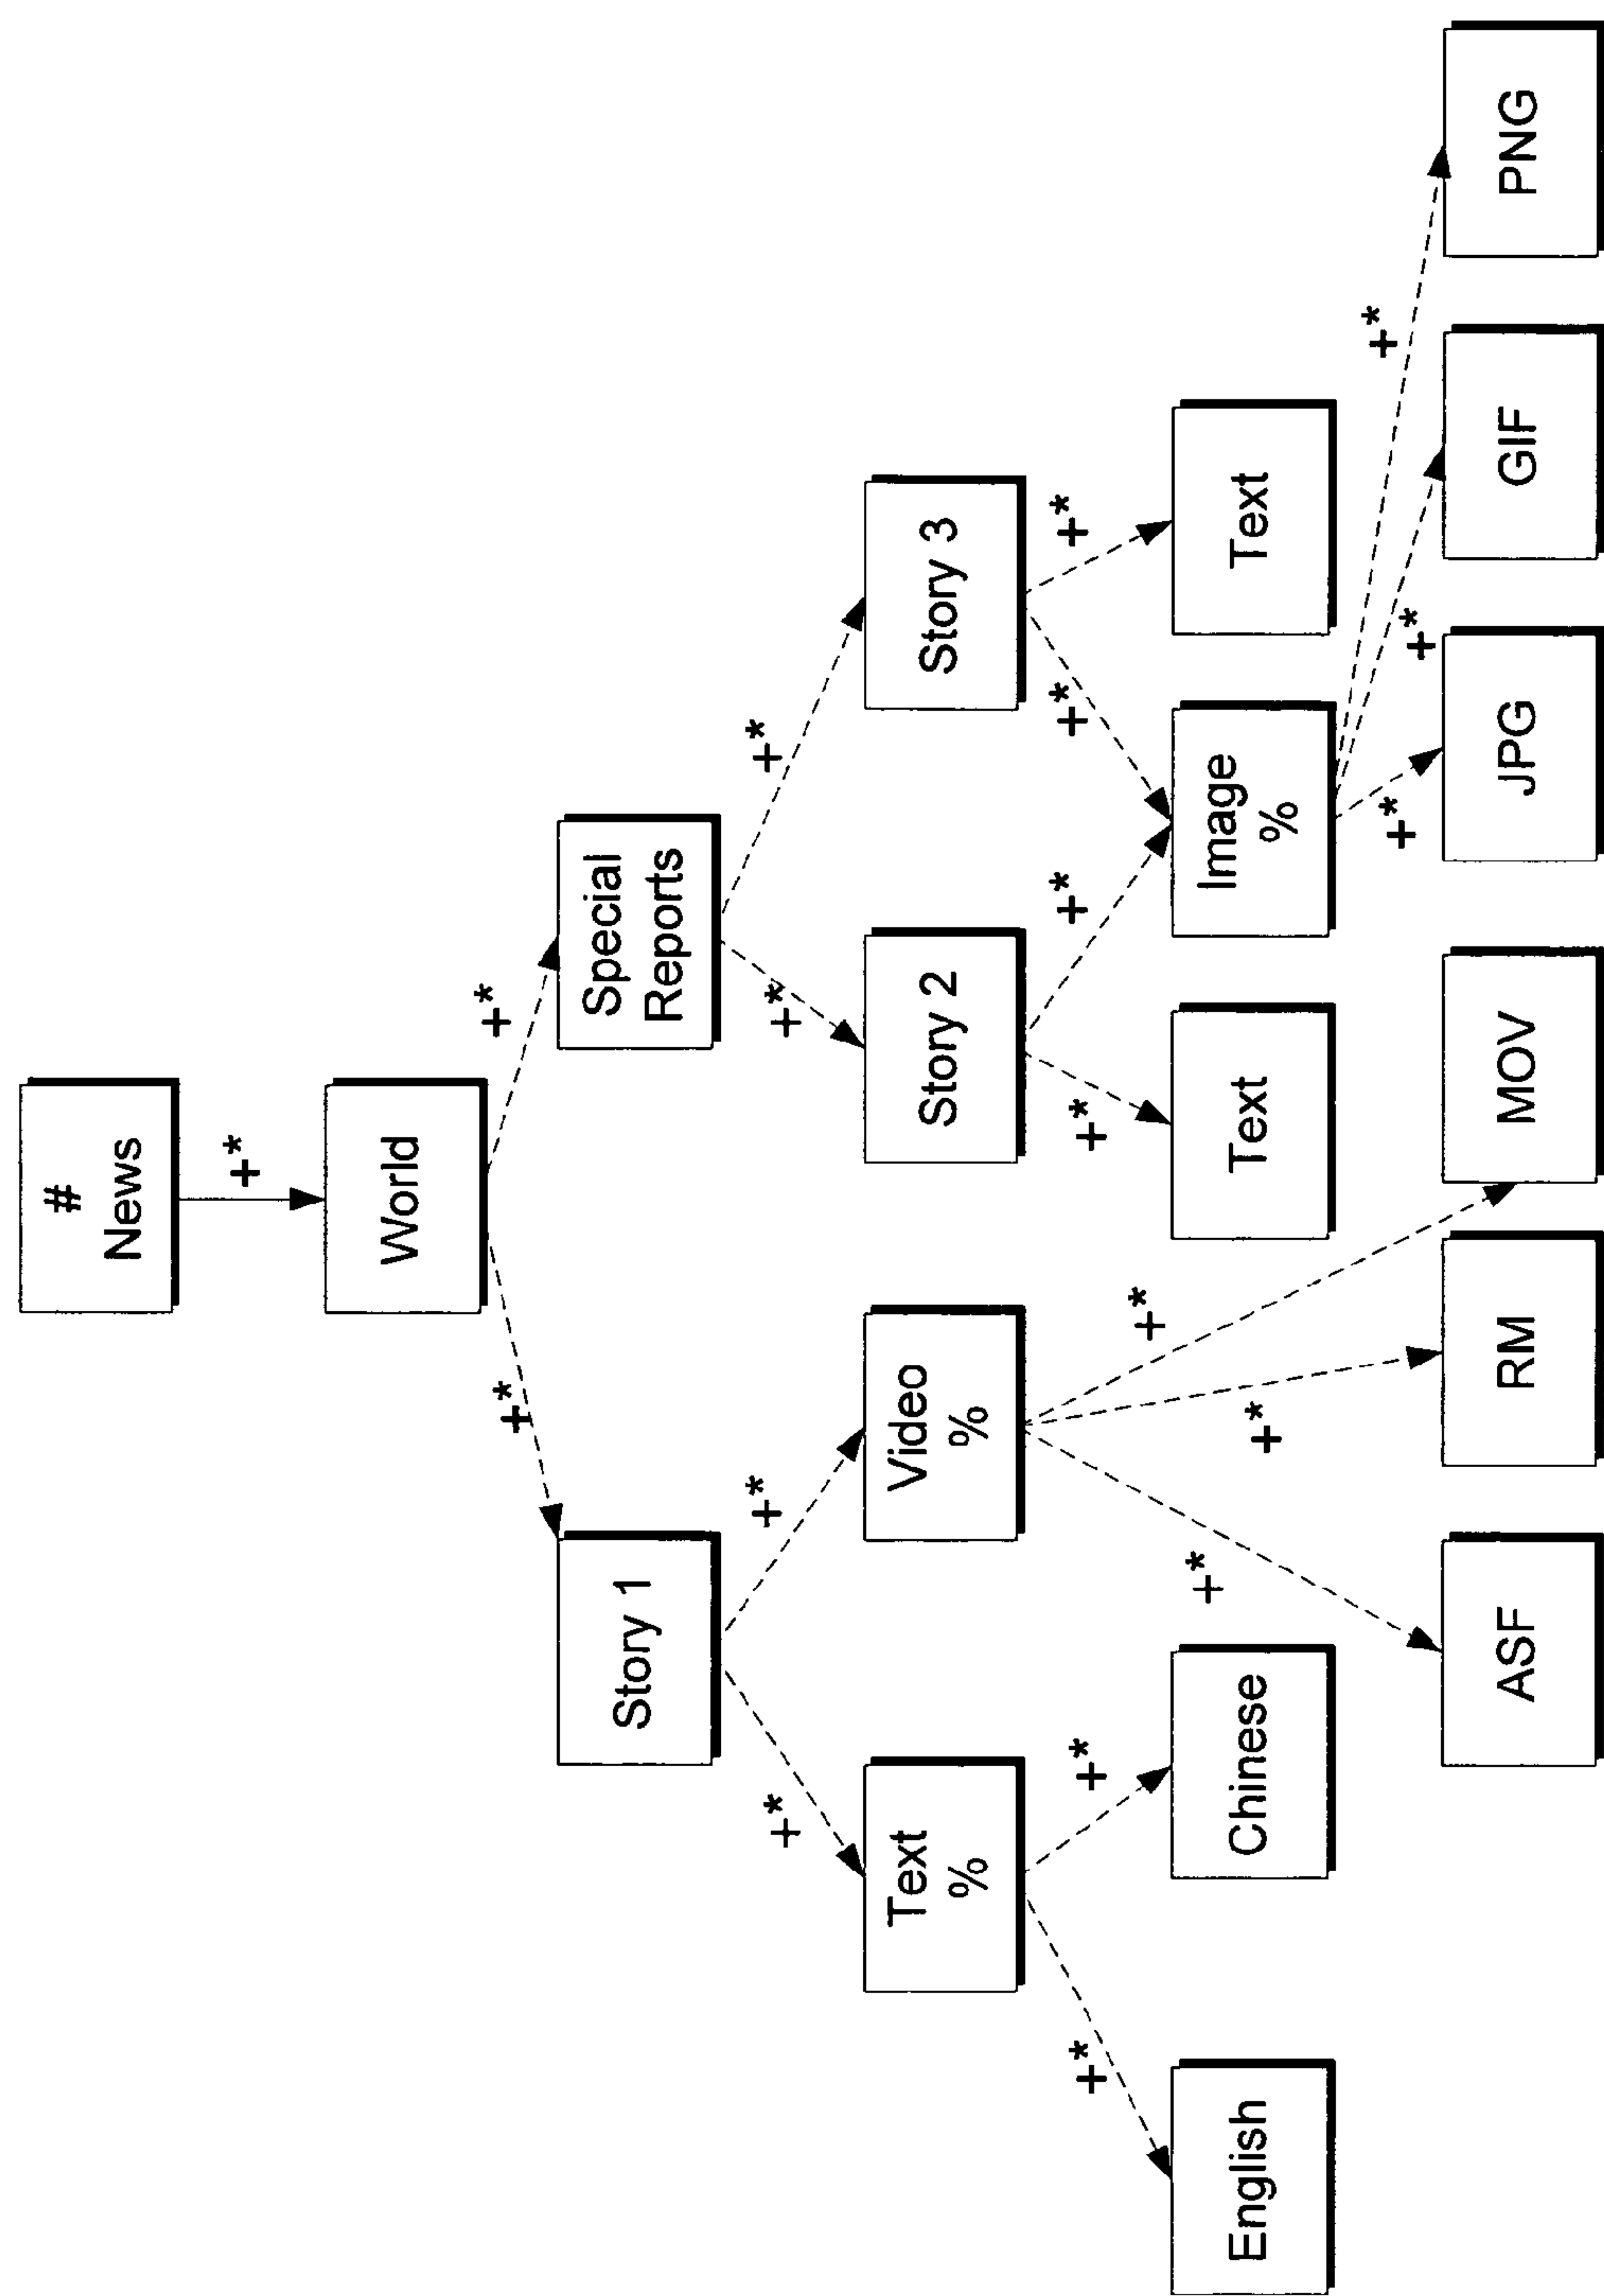 #
News
+*
World
+*
+*
Story 1
Special
Reports
+*
+*
+*
+*
Text
%
Video
%
Story 2
Story 3
+*
+*
+*
+*
+*
+*
+*
+*
+*
English
Chinese
Text
Image
%
Text
+*
+*
+*
ASF
RM
MOV
JPG
GIF
PNG